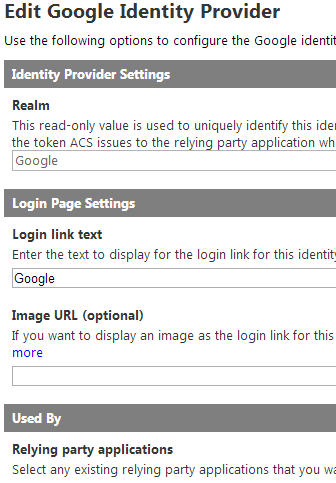 Edit Google Identity Provider
Use the following options to configure the Google identi
Identity Provider Settings
Realm
This read-only value is used to uniquely identify this ide
the token ACS issues to the relying party application wh
Google
Login Page Settings
Login link text
Enter the text to display for the login link for this identity
Google
Image URL (optional)
If you want to display an image as the login link for this
more
Used By
Relying party applications
Select any existing relying party applications that you wa